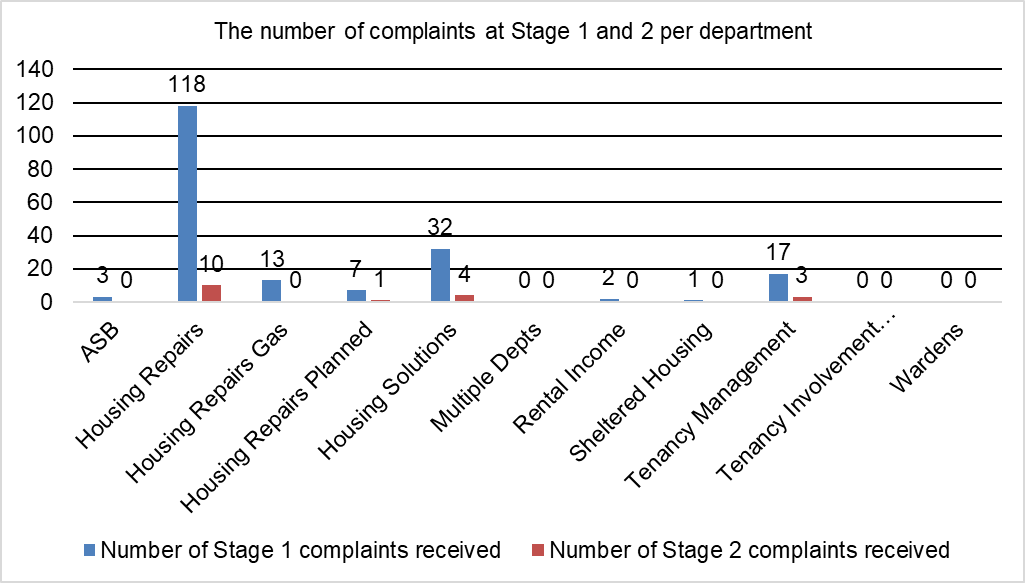 The number of complaints at Stage 1 and 2 per department
140
120
100
80
60
40
20
0
118
3 0
10
13 0
7 1
32 4
0 0
2 0
1 0
17 3
0 0
0 0
ASB
Housing Repairs
Housing Repairs Gas
Housing Repairs Planned
Housing Solutions
Multiple Depts
Rental Income
Sheltered Housing
Tenancy Management
Tenancy Involvement…
Wardens
Number of Stage 1 complaints received
Number of Stage 2 complaints received